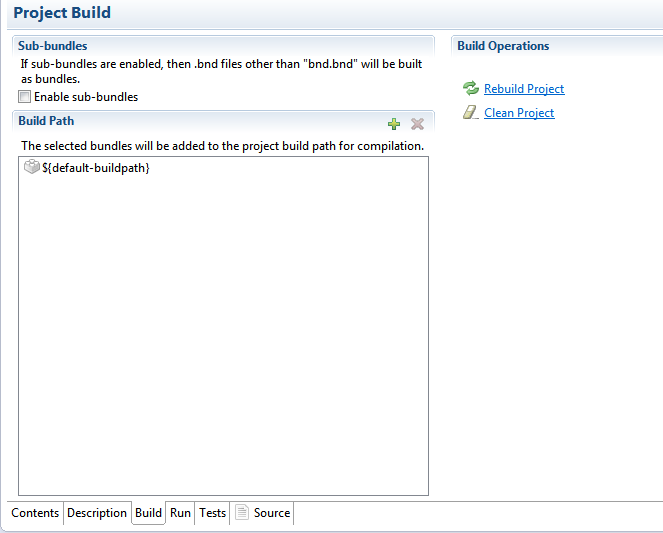 Project Build
Sub-bundles
If sub-bundles are enabled, then .bnd files other than "bnd.bnd" will be built
as bundles.
Enable sub-bundles
Build Path
The selected bundles will be added to the project build path for compilation.
${default-buildpath}
Build Operations
Rebuild Project
Clean Project
Contents Description Build Run Tests Source